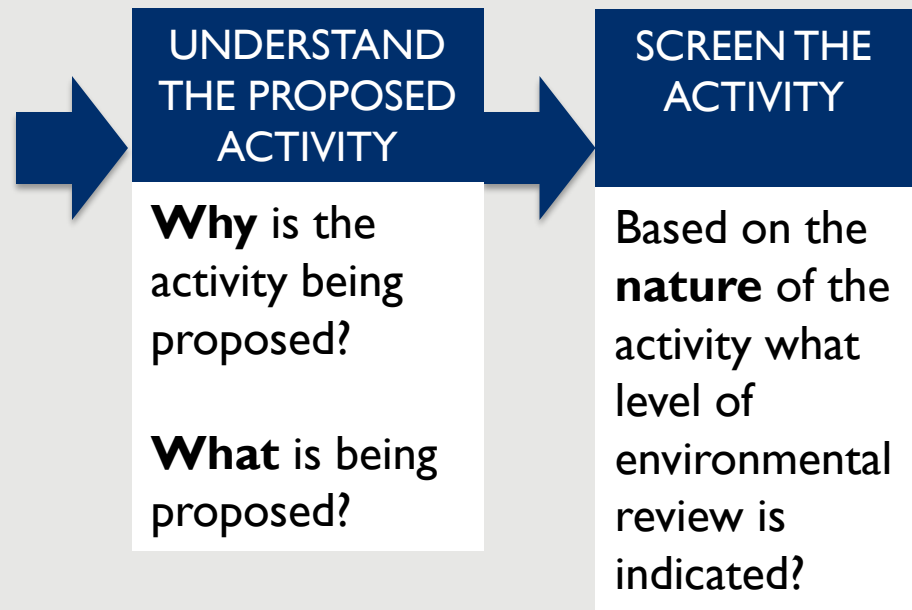 UNDERSTAND
THE PROPOSED
ACTIVITY
Why is the
activity being
proposed?
What is being
proposed?
SCREEN THE
ACTIVITY
Based on the
nature of the
activity what
level of
environmental
review is
indicated?